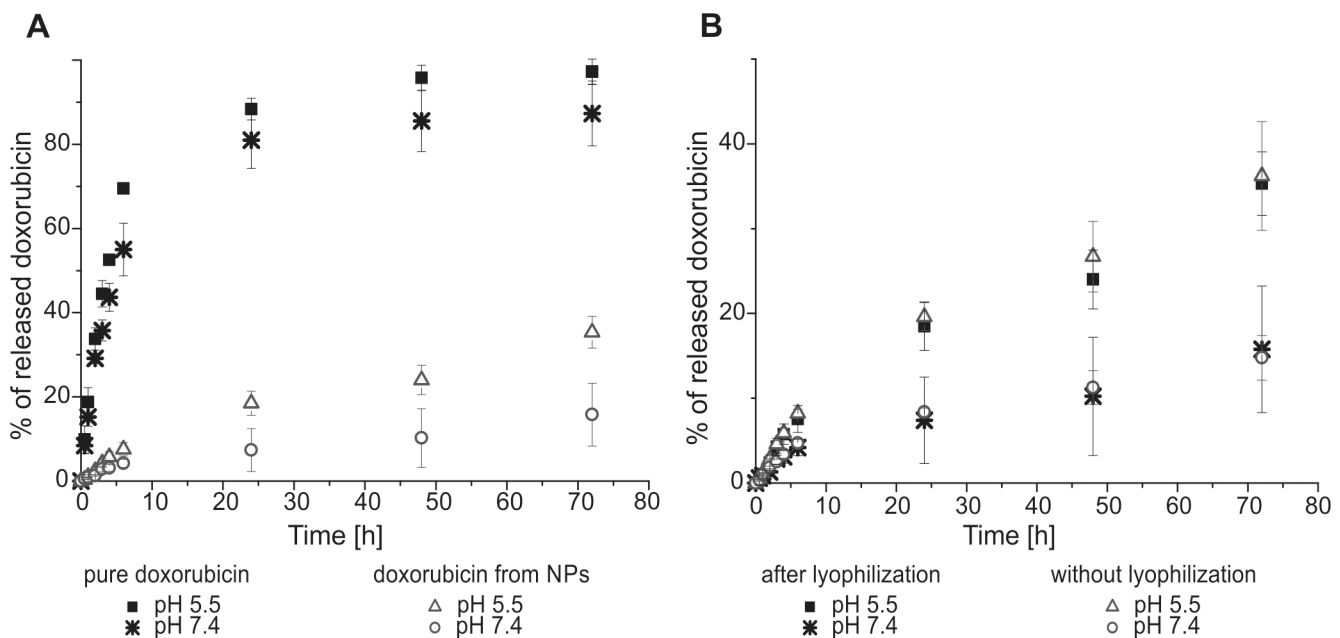 A
% of released doxorubicin
80
60
40
20
0
0 10 20 30 40 50 60 70 80
Time [h]
pure doxorubicin doxorubicin from NPs
pH 5.5 pH 5.5
pH 7.4 pH 7.4
B
% of released doxorubicin
40
20
0
0 10 20 30 40 50 60 70 80
Time [h]
after lyophilization without lyophilization
pH 5.5 pH 5.5
pH 7.4 pH 7.4